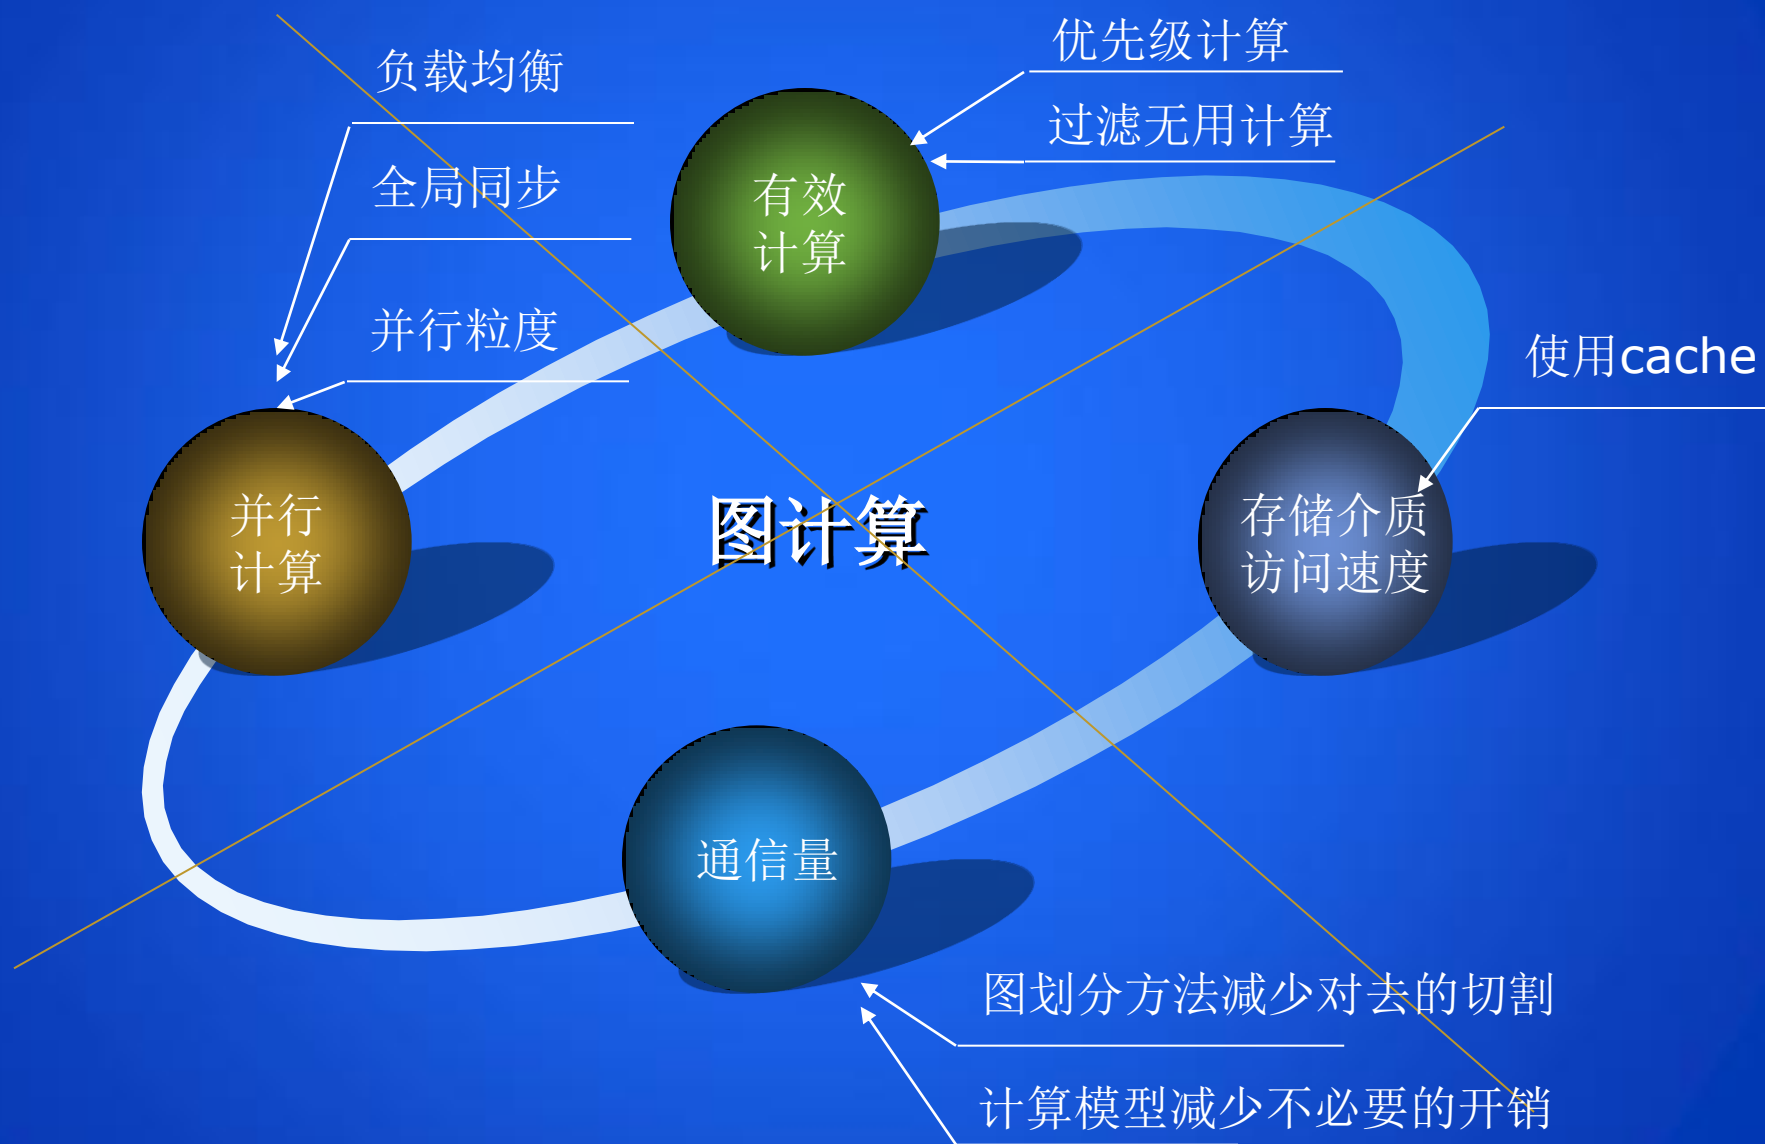 负载均衡
全局同步
并行粒度
优先级计算
过滤无用计算
有效
计算
使用cache
并行
计算
图计算
存储介质
访问速度
通信量
图划分方法减少对去的切割
计算模型减少不必要的开销